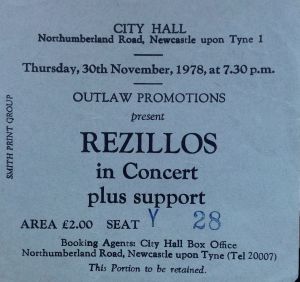 CITY HALL
Northumberland Road, Newcastle upon Tyne 1
Thursday, 30th November, 1978, at 7.30 p.m.
OUTLAW PROMOTIONS
present
REZILLOS
in Concert
plus support
AREA £2.00 SEAT Y 28
Booking Agents: City Hall Box Office
Northumberland Road, Newcastle upon Tyne (Tel 20007)
This Portion to be retained.
SMITH PRINT GROUP